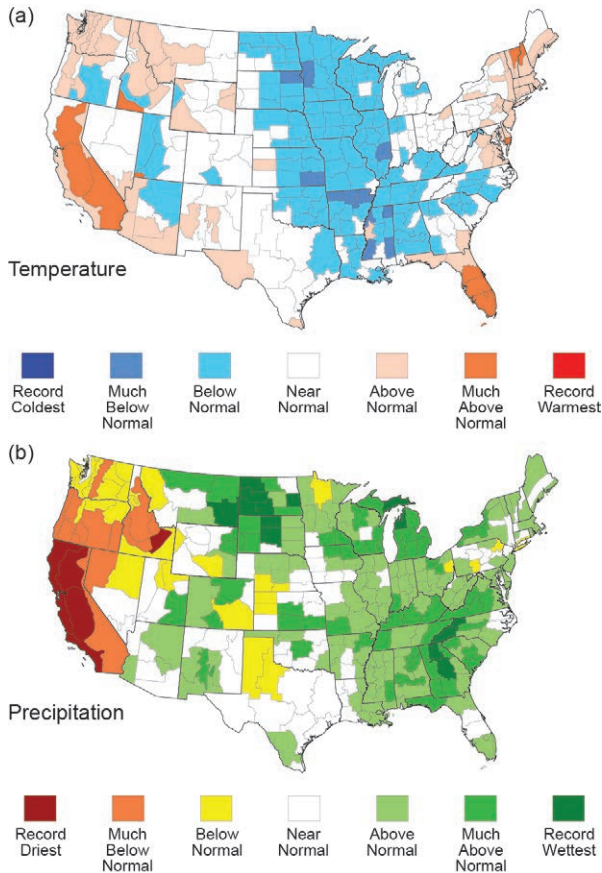 (a)
Temperature
Record Coldest
Much Below Normal
Below Normal
Near Normal
Above Normal
Much Above Normal
Record Warmest
(b)
Precipitation
Record Driest
Much Below Normal
Below Normal
Near Normal
Above Normal
Much Above Normal
Record Wettest